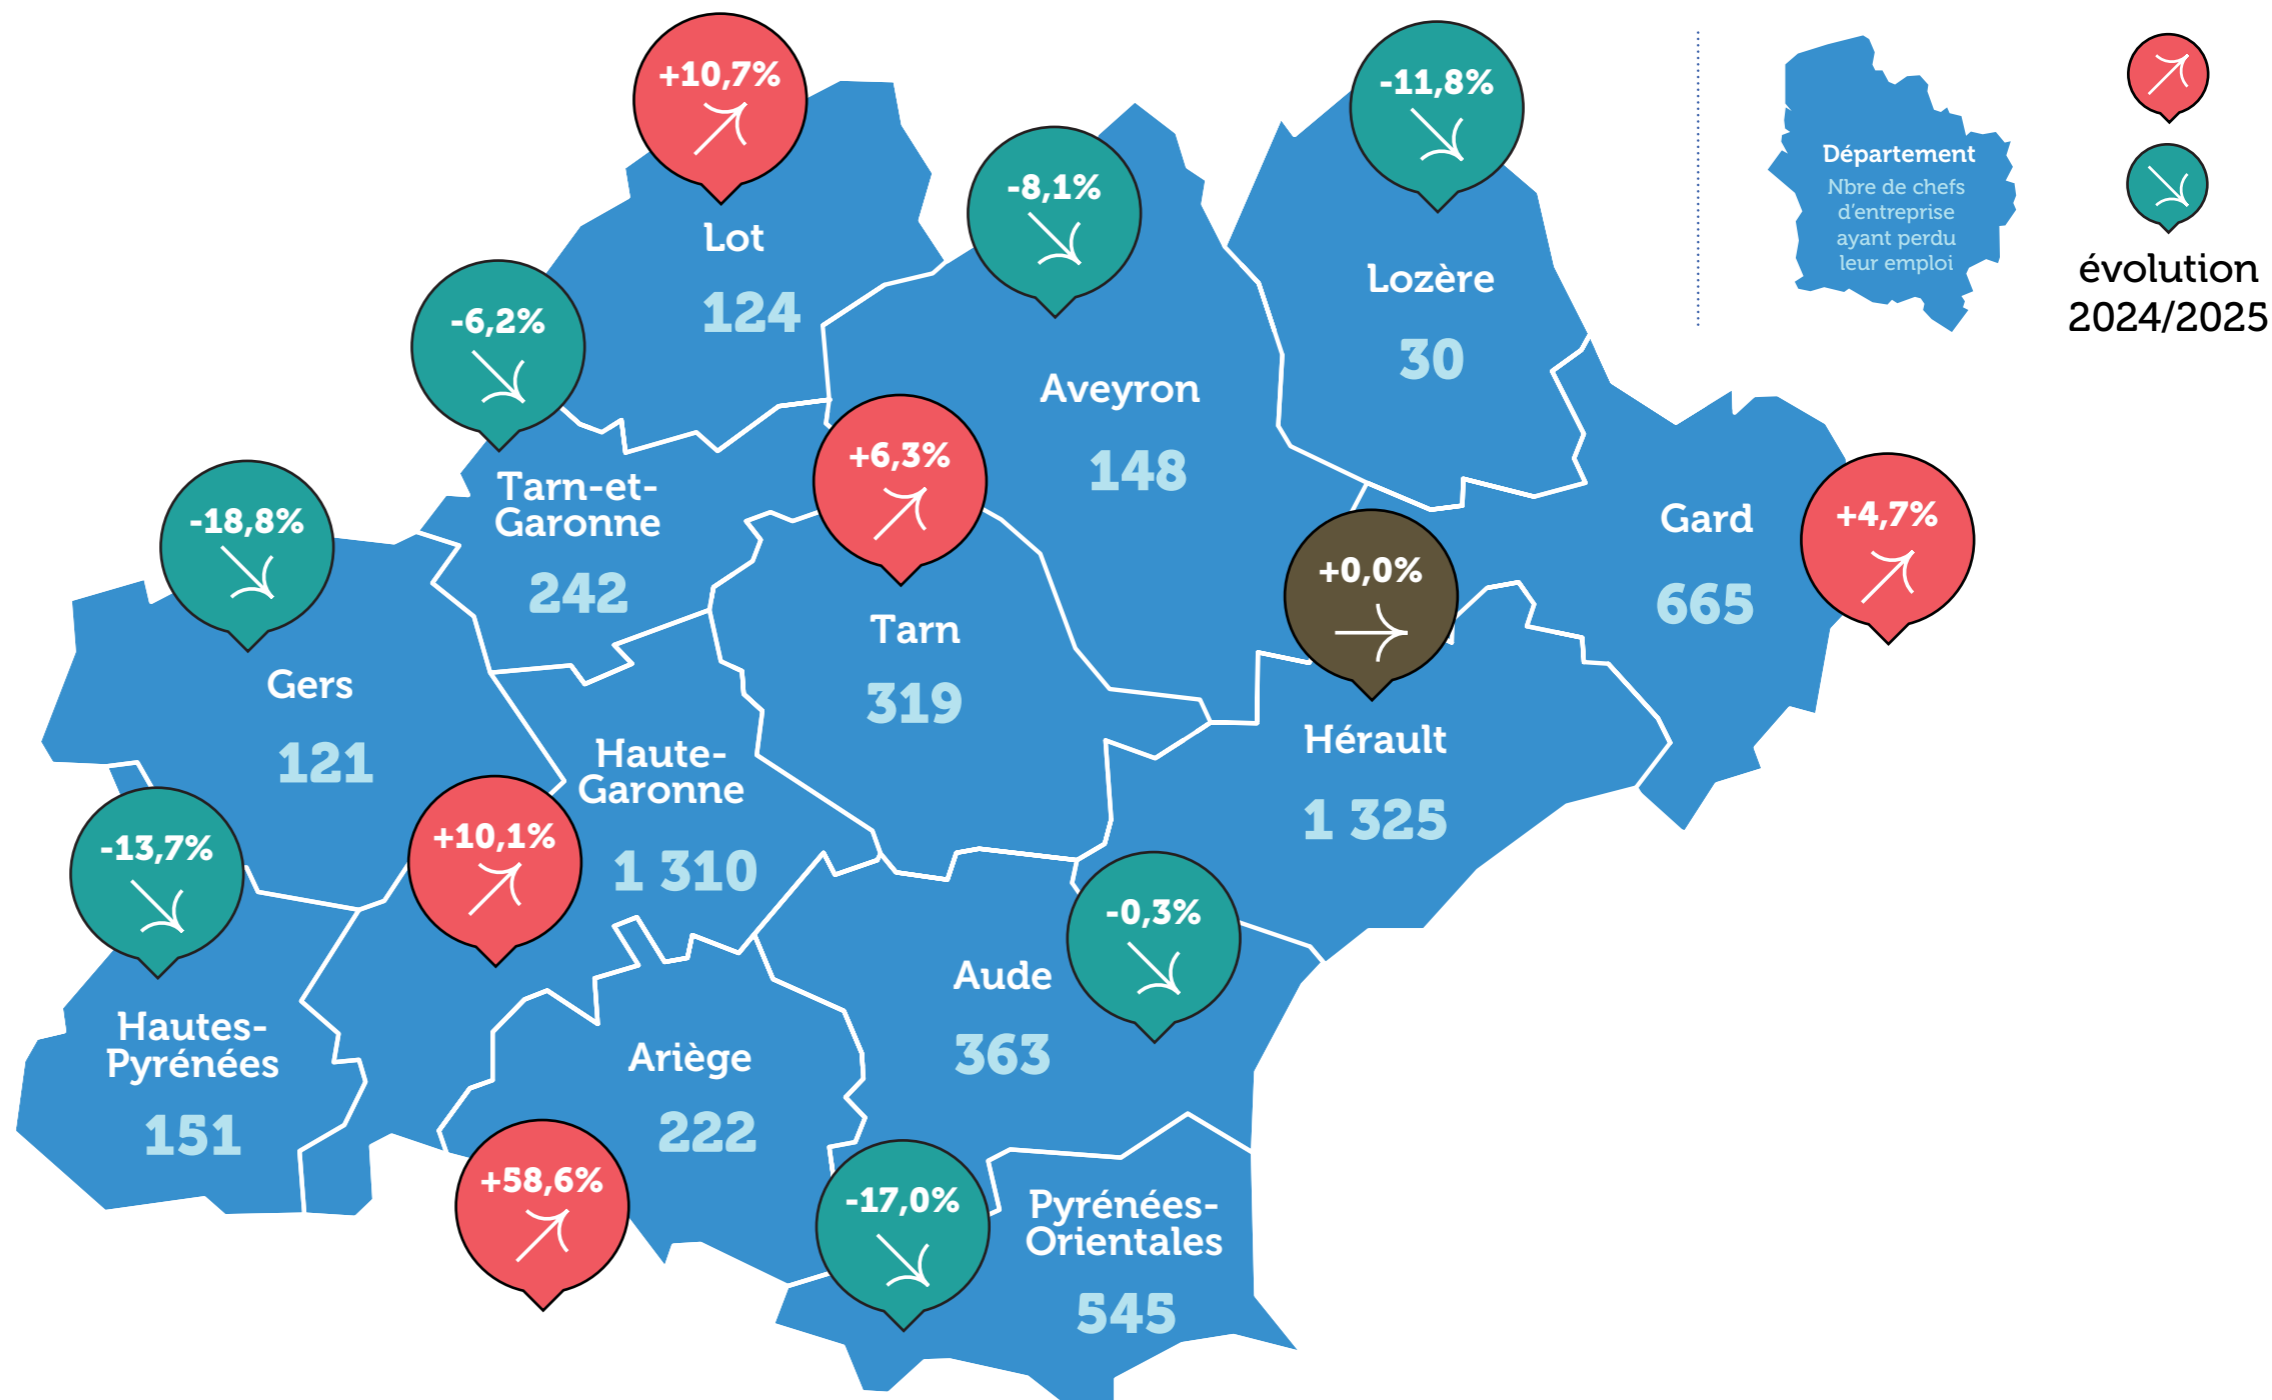 +10,7%
Lot
124
-8,1%
Aveyron
148
-11,8%
Lozère
30
Département
Nbre de chefs
d'entreprise
ayant perdu
leur emploi
évolution
2024/2025
-6,2%
Tarn-et-
Garonne
242
+6,3%
Tarn
319
+0,0%
Hérault
1 325
Gard
665
+4,7%
-18,8%
Gers
121
Haute-
Garonne
1 310
+10,1%
-13,7%
Hautes-
Pyrénées
151
-0,3%
Aude
363
Ariège
222
+58,6%
-17,0%
Pyrénées-
Orientales
545